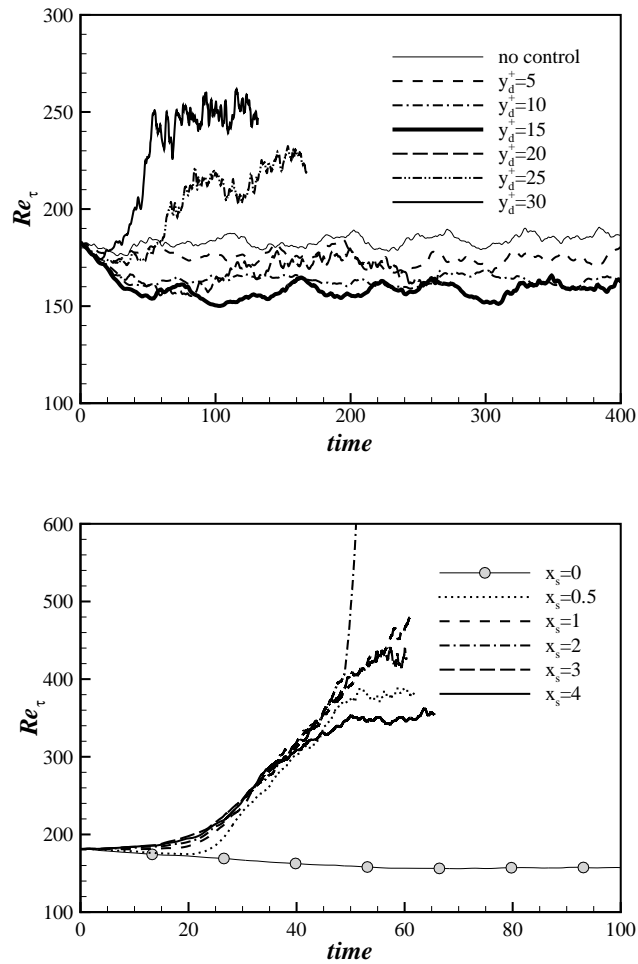 300
250
200
150
100
0
100
200
300
400
Re_τ
time
no control
y_d^+=5
y_d^+=10
y_d^+=15
y_d^+=20
y_d^+=25
y_d^+=30
600
500
400
300
200
100
0
20
40
60
80
100
Re_τ
time
x_s=0
x_s=0.5
x_s=1
x_s=2
x_s=3
x_s=4